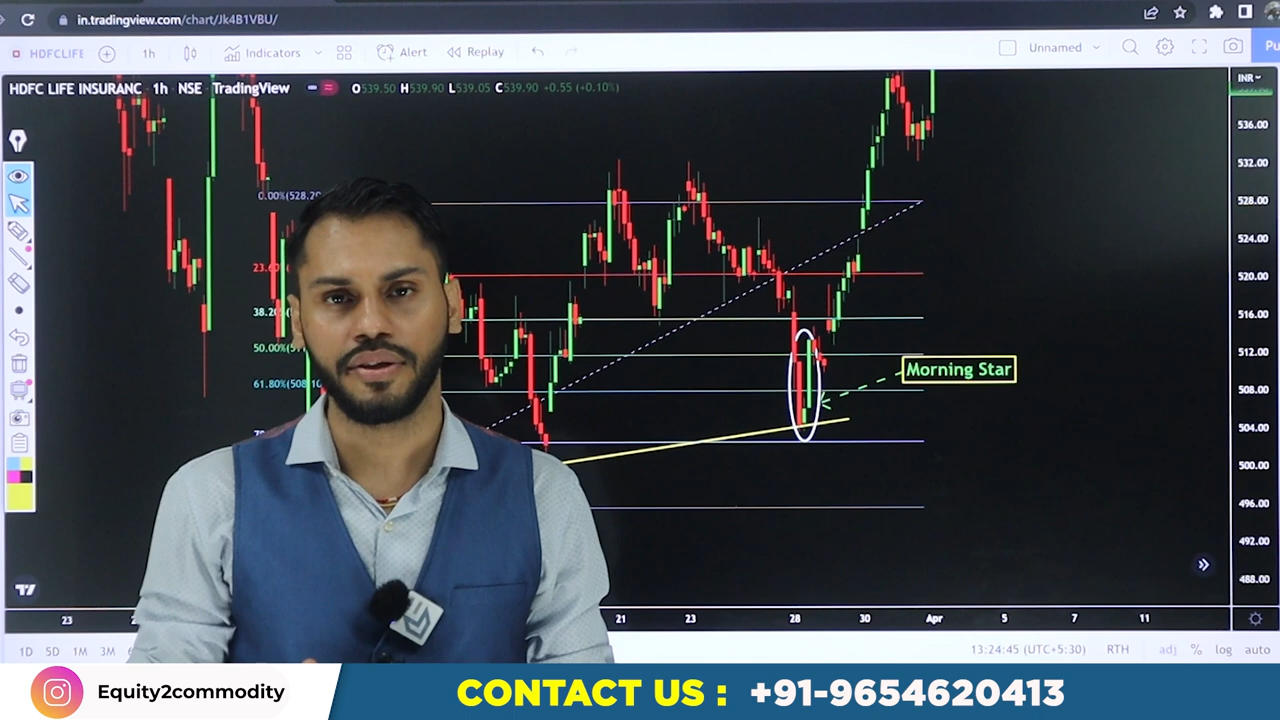 in.tradingview.com/chart/Jk4B1VBU/
HDFCLIFE 1h Indicators Alert Replay Unnamed Pu
HDFC LIFE INSURANC · 1h · NSE · TradingView O539.50 H539.90 L539.05 C539.90 +0.55 (+0.10%)
INR
536.00
532.00
0.00%(528.20
528.00
524.00
23.60
520.00
38.20
516.00
50.00%
512.00
Morning Star
61.80%(508.10
508.00
504.00
500.00
496.00
492.00
488.00
23 21 23 28 30 Apr 5 7 11
1D 5D 1M 3M 13:24:45 (UTC+5:30) RTH adj % log auto
Equity2commodity
CONTACT US : +91-9654620413